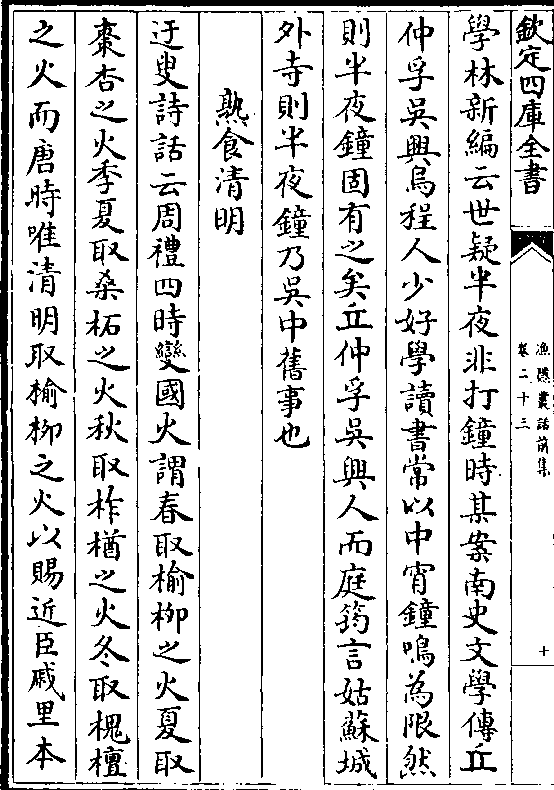 欽定四庫全書
漁隱叢話前集
卷二十三
十
學林新編云世疑半夜非打鐘時某案南史文學傳丘
仲孚吳興烏程人少好學讀書常以中宵鐘鳴為限然
則半夜鐘固有之矣丘仲孚吳興人而庭筠言姑蘇城
外寺則半夜鐘乃吳中舊事也
熟食清明
迂叟詩話云周禮四時變國火謂春取榆柳之火夏取
棗杏之火季夏取桑柘之火秋取柞楢之火冬取槐檀
之火而唐時唯清明取榆柳之火以賜近臣戚里本